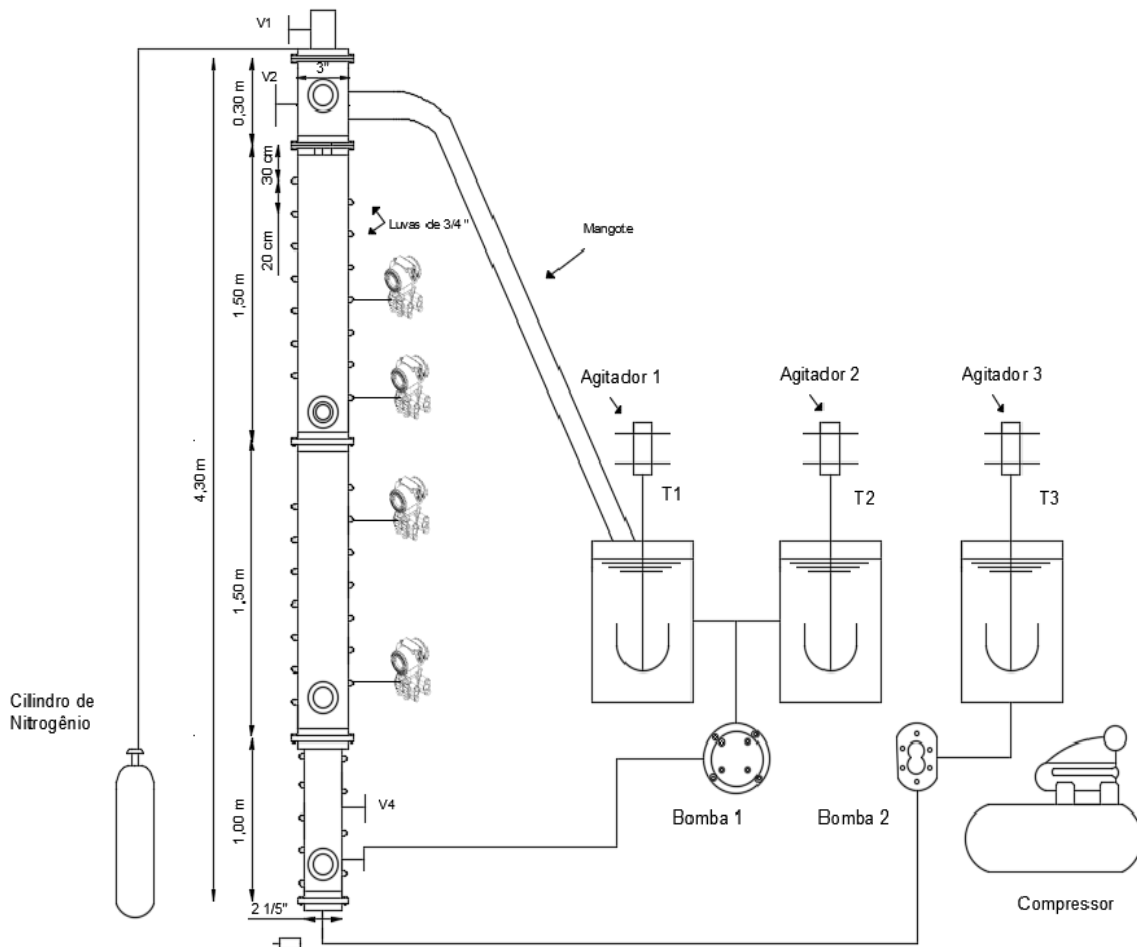 V1
3"
V2
0,30 m
30 cm
Luvas de 3/4 "
20 cm
Mangote
1,50 m
Agitador 1
Agitador 2
Agitador 3
4,30 m
T1
T2
T3
1,50 m
Cillindro de
Nitrogênio
V4
1,00 m
Bomba 1
Bomba 2
Compressor
2 1/5"